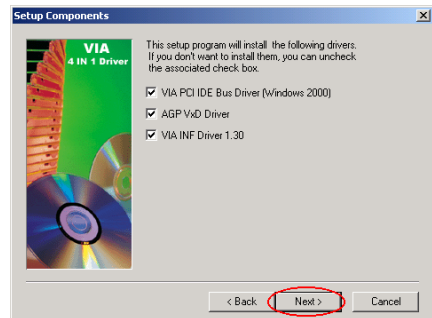 Setup Components
VIA
4 IN 1 Driver
This setup program will install the following drivers.
If you don't want to install them, you can uncheck
the associated check box.
VIA PCI IDE Bus Driver (Windows 2000)
AGP VxD Driver
VIA INF Driver 1.30
< Back
Next >
Cancel